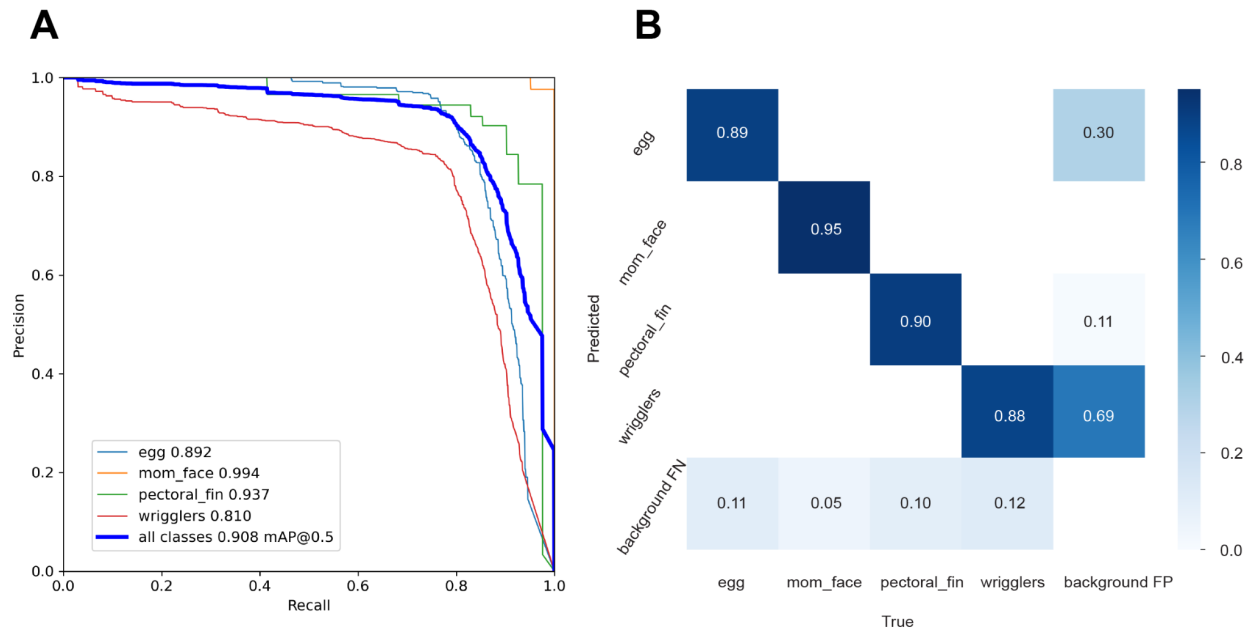 A
B
1.0
0.8
0.6
0.4
0.2
0.0
0.0
0.2
0.4
0.6
0.8
1.0
Precision
Recall
egg 0.892
mom_face 0.994
pectoral_fin 0.937
wrigglers 0.810
all classes 0.908 mAP@0.5
Predicted
egg
mom_face
pectoral_fin
wrigglers
background FN
0.89
0.30
0.95
0.90
0.11
0.88
0.69
0.11
0.05
0.10
0.12
egg
mom_face
pectoral_fin
wrigglers
background FP
True
0.8
0.6
0.4
0.2
0.0